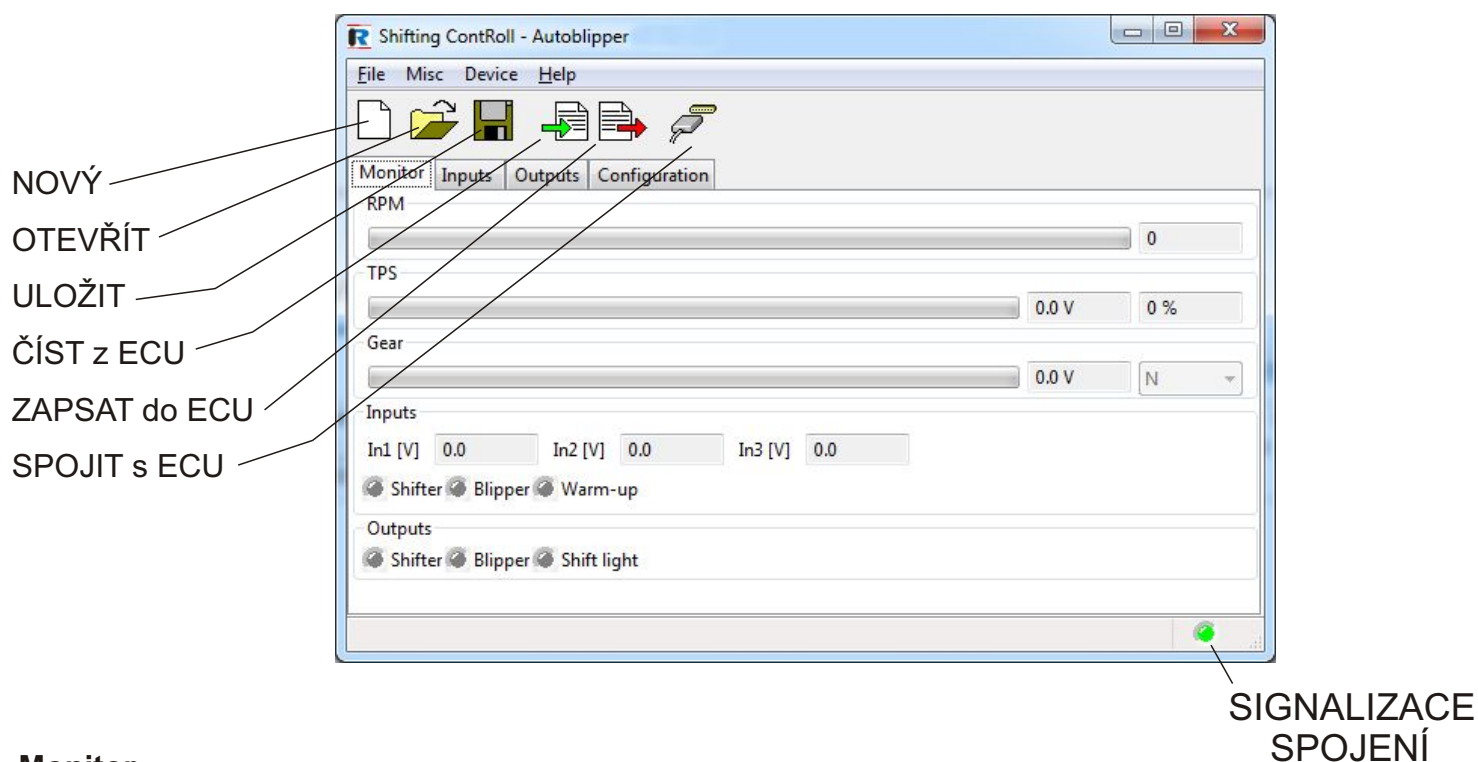 Shifting ContRoll - Autoblipper
File Misc Device Help
NOVÝ
OTEVŘÍT
ULOŽIT
ČÍST z ECU
ZAPSAT do ECU
SPOJIT s ECU
Monitor Inputs Outputs Configuration
RPM
0
TPS
0.0 V 0 %
Gear
0.0 V N
Inputs
In1 [V] 0.0 In2 [V] 0.0 In3 [V] 0.0
Shifter Blipper Warm-up
Outputs
Shifter Blipper Shift light
SIGNALIZACE
SPOJENÍ
Monitor